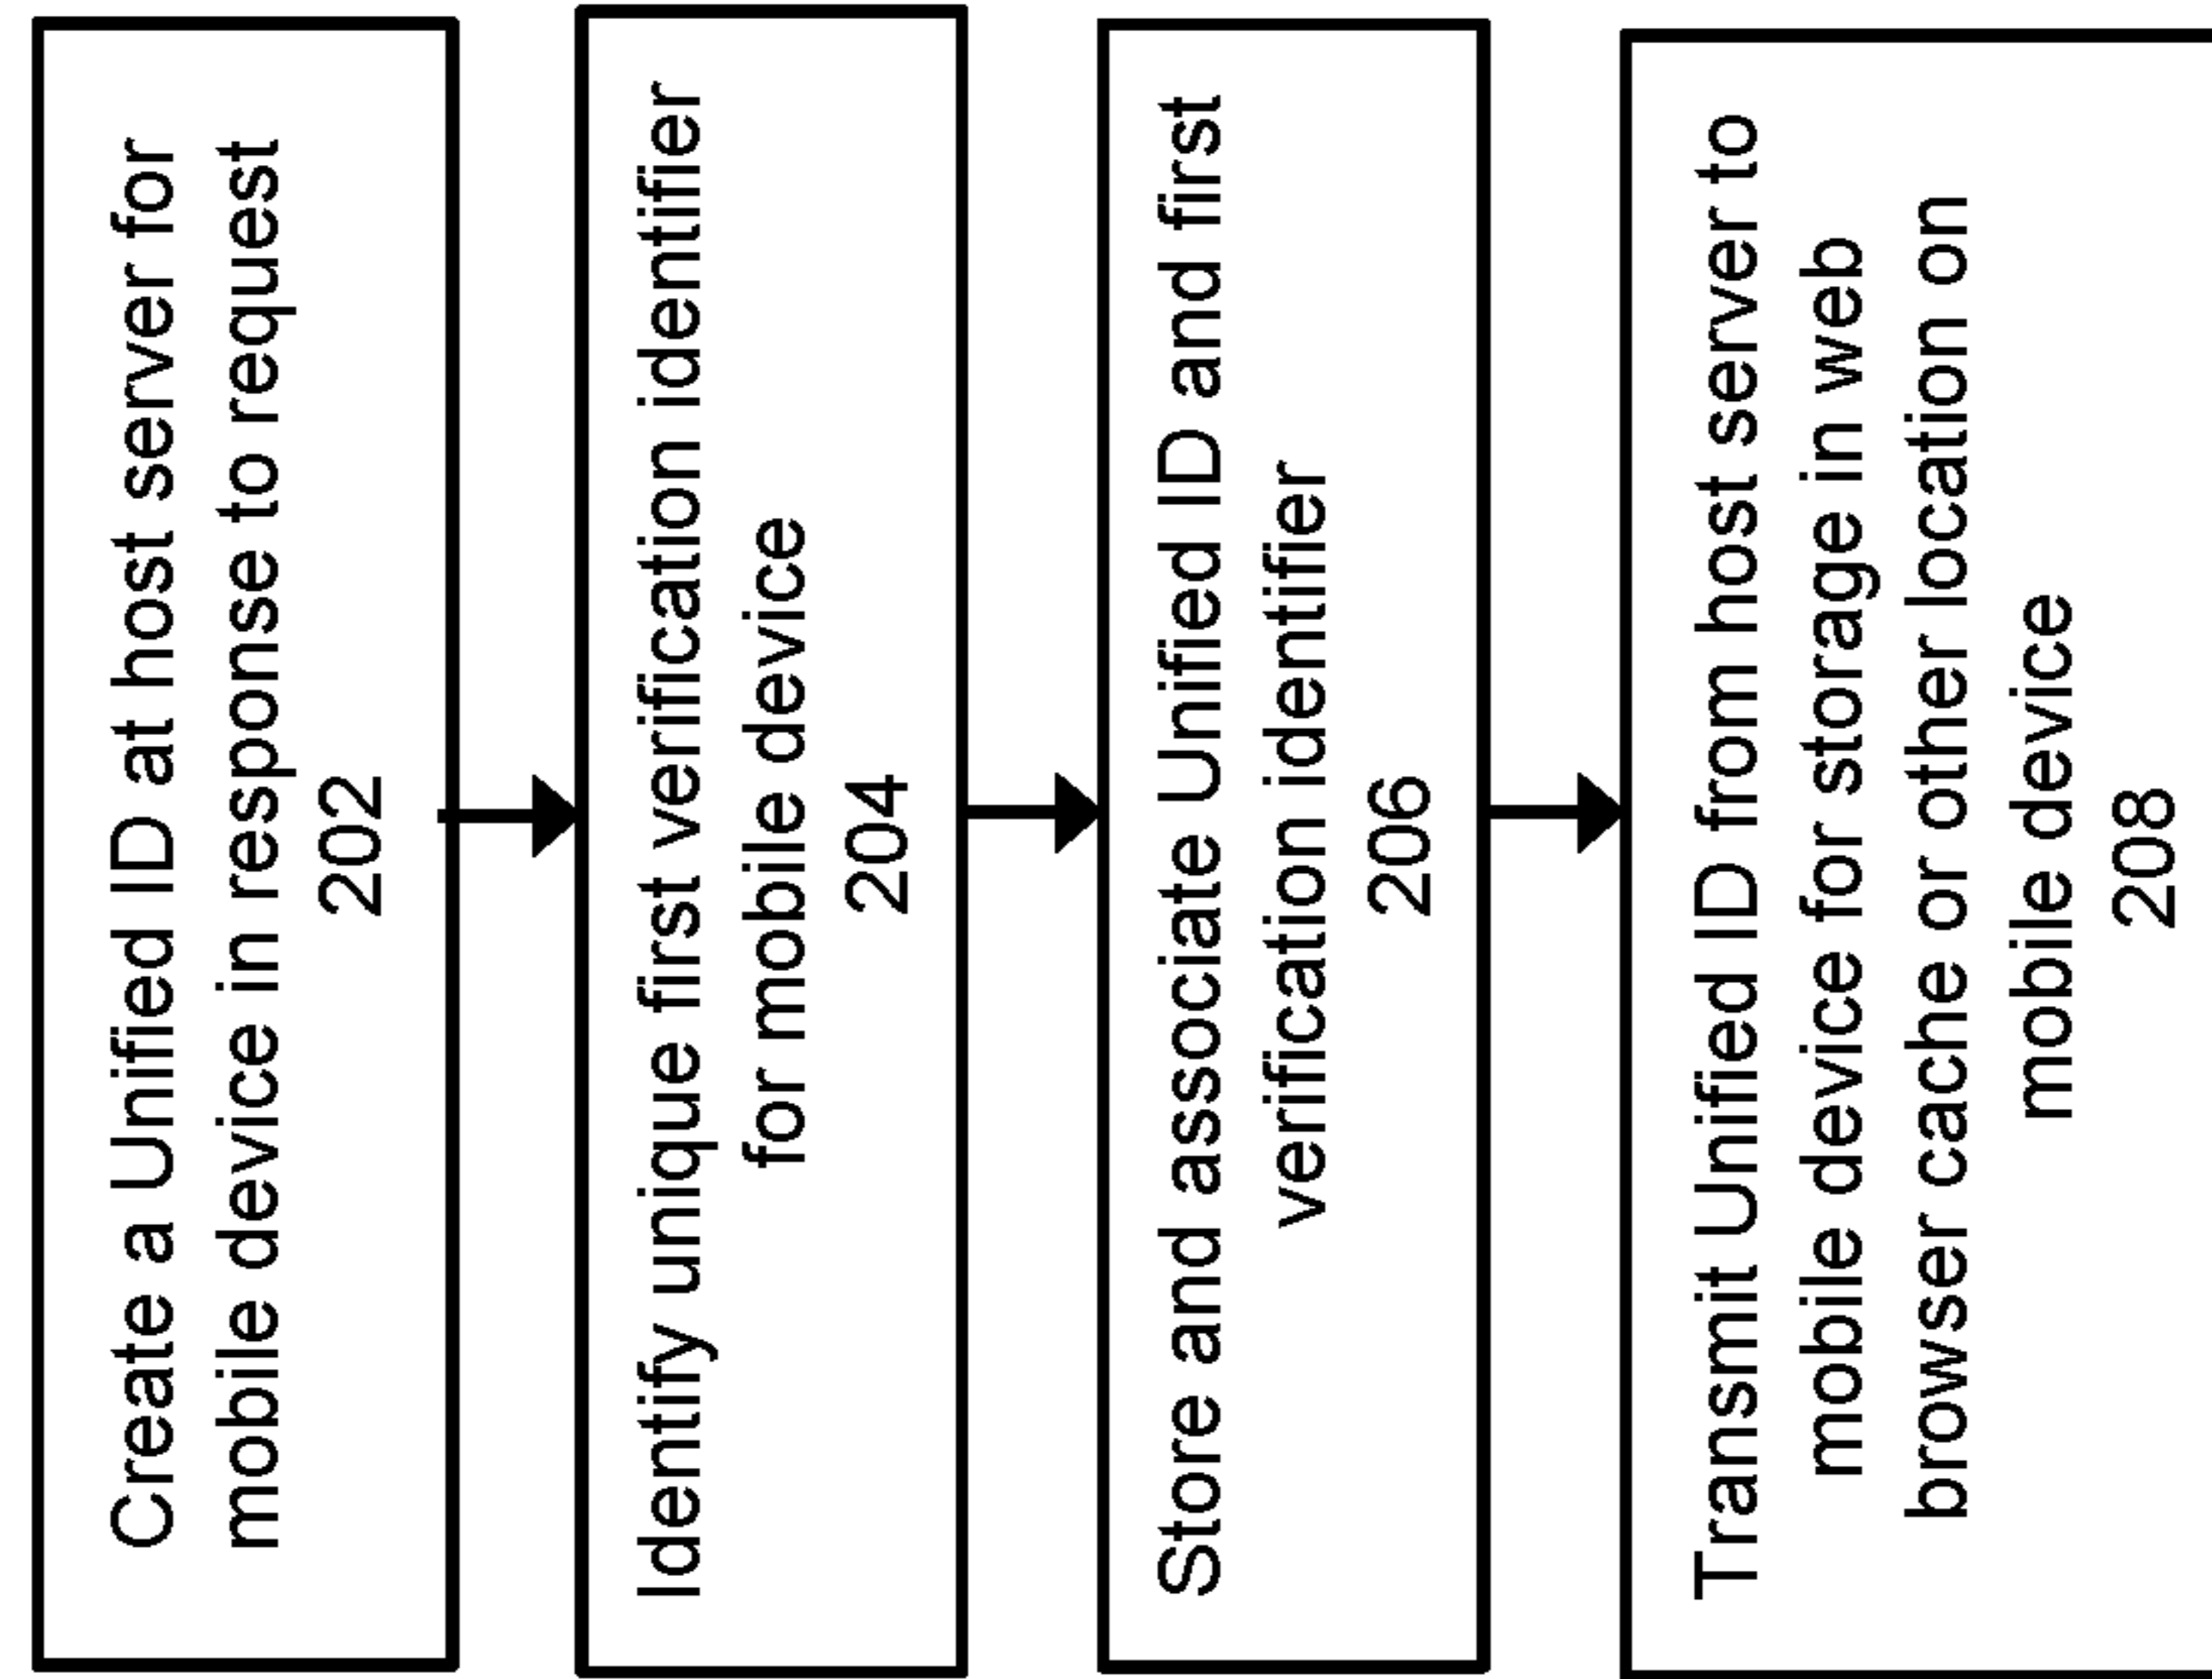 Create a Unified ID at host server for
mobile device in response to request
202
Identify unique first verification identifier
for mobile device
204
Store and associate Unified ID and first
verification identifier
206
Transmit Unified ID from host server to
mobile device for storage in web
browser cache or other location on
mobile device
208